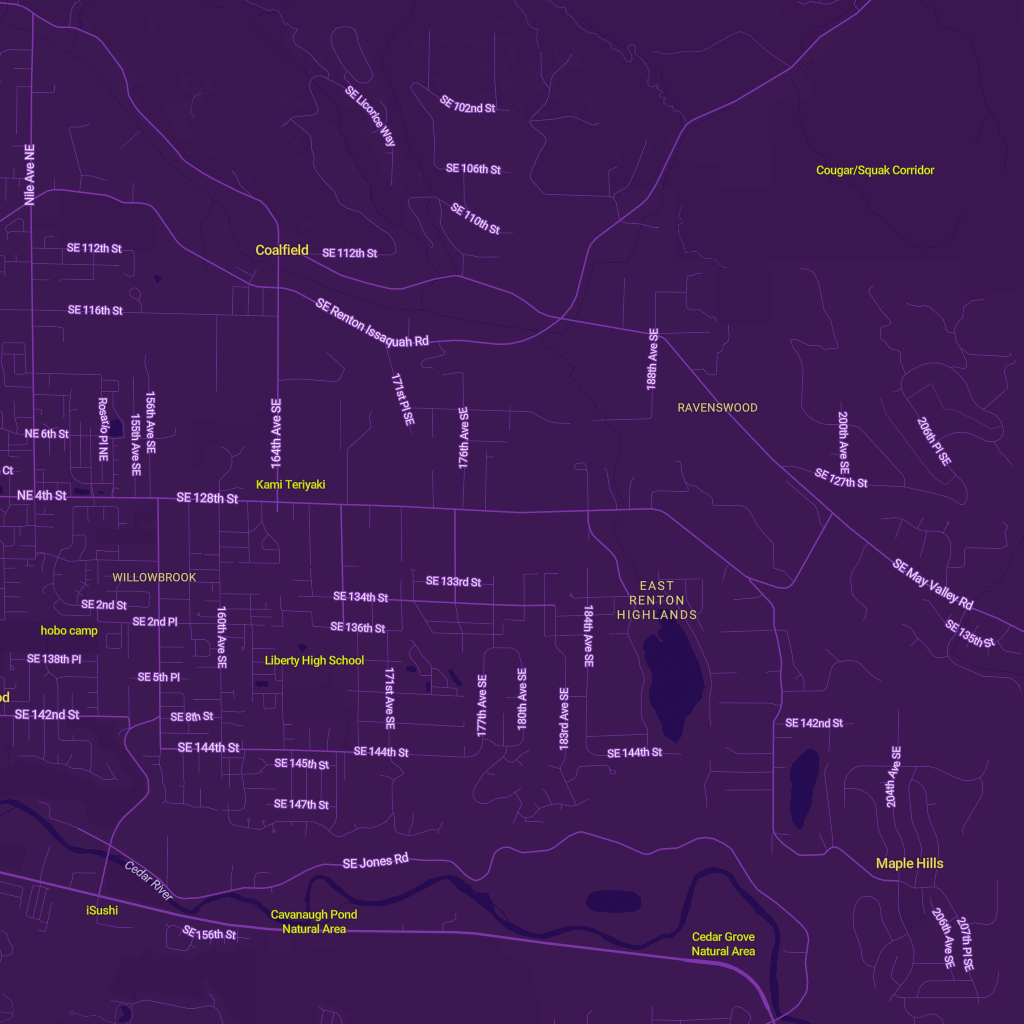 SE Licorice Way
SE 102nd St
Nile Ave NE
SE 106th St
Cougar/Squak Corridor
SE 110th St
SE 112th St
Coalfield
SE 112th St
SE 116th St
SE Renton Issaquah Rd
188th Ave SE
171st Pl SE
RAVENSWOOD
Rosario Pl NE
156th Ave SE
155th Ave SE
164th Ave SE
176th Ave SE
200th Ave SE
206th Pl SE
NE 6th St
Ct
Kami Teriyaki
SE 127th St
NE 4th St
SE 128th St
WILLOWBROOK
SE 133rd St
EAST
RENTON
HIGHLANDS
SE May Valley Rd
SE 134th St
SE 2nd St
SE 2nd Pl
160th Ave SE
SE 136th St
184th Ave SE
SE 135th St
hobo camp
SE 138th Pl
Liberty High School
SE 5th Pl
171st Ave SE
177th Ave SE
180th Ave SE
183rd Ave SE
od
SE 142nd St
SE 8th St
SE 142nd St
SE 144th St
SE 144th St
SE 144th St
SE 145th St
204th Ave SE
SE 147th St
SE Jones Rd
Maple Hills
Cedar River
iSushi
Cavanaugh Pond
Natural Area
SE 156th St
Cedar Grove
Natural Area
206th Ave SE
207th Pl SE